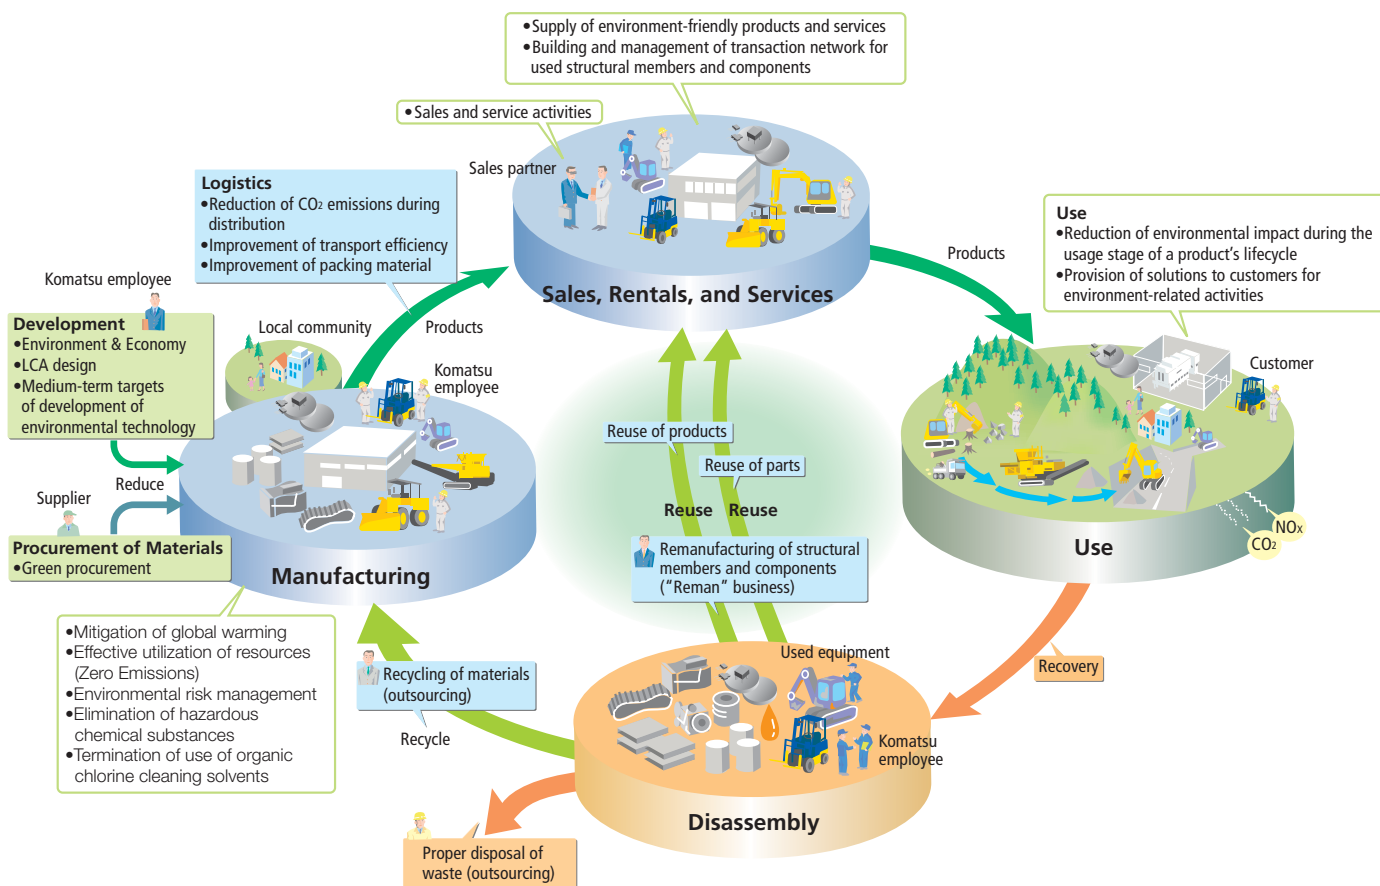 •Supply of environment-friendly products and services
•Building and management of transaction network for
used structural members and components
•Sales and service activities
Sales partner
Sales, Rentals, and Services
Logistics
•Reduction of CO2 emissions during
distribution
•Improvement of transport efficiency
•Improvement of packing material
Products
Use
•Reduction of environmental impact during the
usage stage of a product's lifecycle
•Provision of solutions to customers for
environment-related activities
Komatsu employee
Development
•Environment & Economy
•LCA design
•Medium-term targets
of development of
environmental technology
Local community
Products
Komatsu
employee
Customer
Reduce
Supplier
Procurement of Materials
•Green procurement
Manufacturing
Reuse of products
Reuse of parts
Reuse
Reuse
Remanufacturing of structural
members and components
("Reman" business)
NOx
CO2
Use
•Mitigation of global warming
•Effective utilization of resources
(Zero Emissions)
•Environmental risk management
•Elimination of hazardous
chemical substances
•Termination of use of organic
chlorine cleaning solvents
Recycling of materials
(outsourcing)
Recycle
Used equipment
Recovery
Komatsu
employee
Disassembly
Proper disposal of
waste (outsourcing)